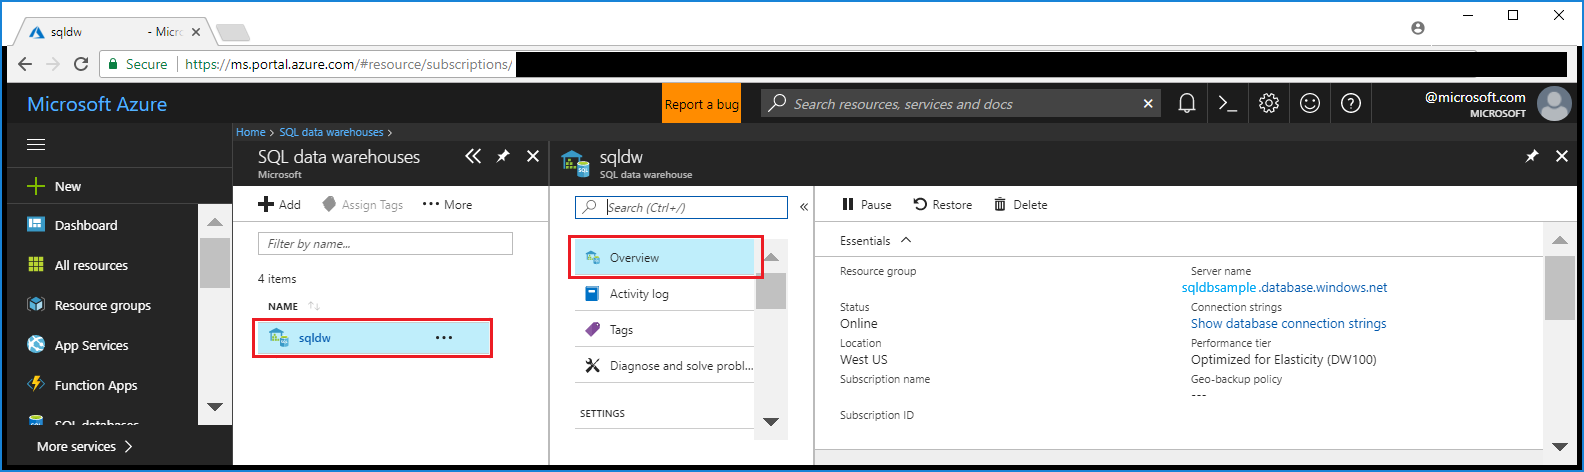 sqldw - Micr
Secure https://ms.portal.azure.com/#resource/subscriptions/
Microsoft Azure
Report a bug
Search resources, services and docs
@microsoft.com
MICROSOFT
Home > SQL data warehouses >
New
Dashboard
All resources
Resource groups
App Services
Function Apps
SQL databases
More services >
SQL data warehouses
Microsoft
Add Assign Tags ••• More
Filter by name...
4 items
NAME
sqldw •••
sqldw
SQL data warehouse
Search (Ctrl+/)
Overview
Activity log
Tags
Diagnose and solve probl...
SETTINGS
Pause Restore Delete
Essentials
Resource group
Status
Online
Location
West US
Subscription name
Subscription ID
Server name
sqldbsample.database.windows.net
Connection strings
Show database connection strings
Performance tier
Optimized for Elasticity (DW100)
Geo-backup policy
---